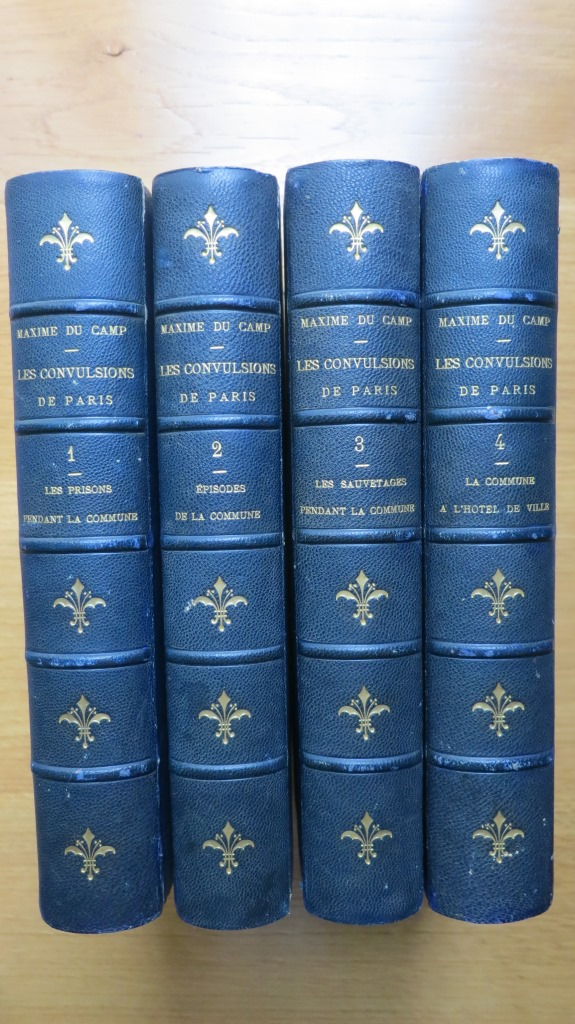 MAXIME DU CAMP
LES CONVULSIONS
DE PARIS
1
LES PRISONS
PENDANT LA COMMUNE
MAXIME DU CAMP
LES CONVULSIONS
DE PARIS
2
ÉPISODES
DE LA COMMUNE
MAXIME DU CAMP
LES CONVULSIONS
DE PARIS
3
LES SAUVETAGES
PENDANT LA COMMUNE
MAXIME DU CAMP
LES CONVULSIONS
DE PARIS
4
LA COMMUNE
A L'HOTEL DE VILLE